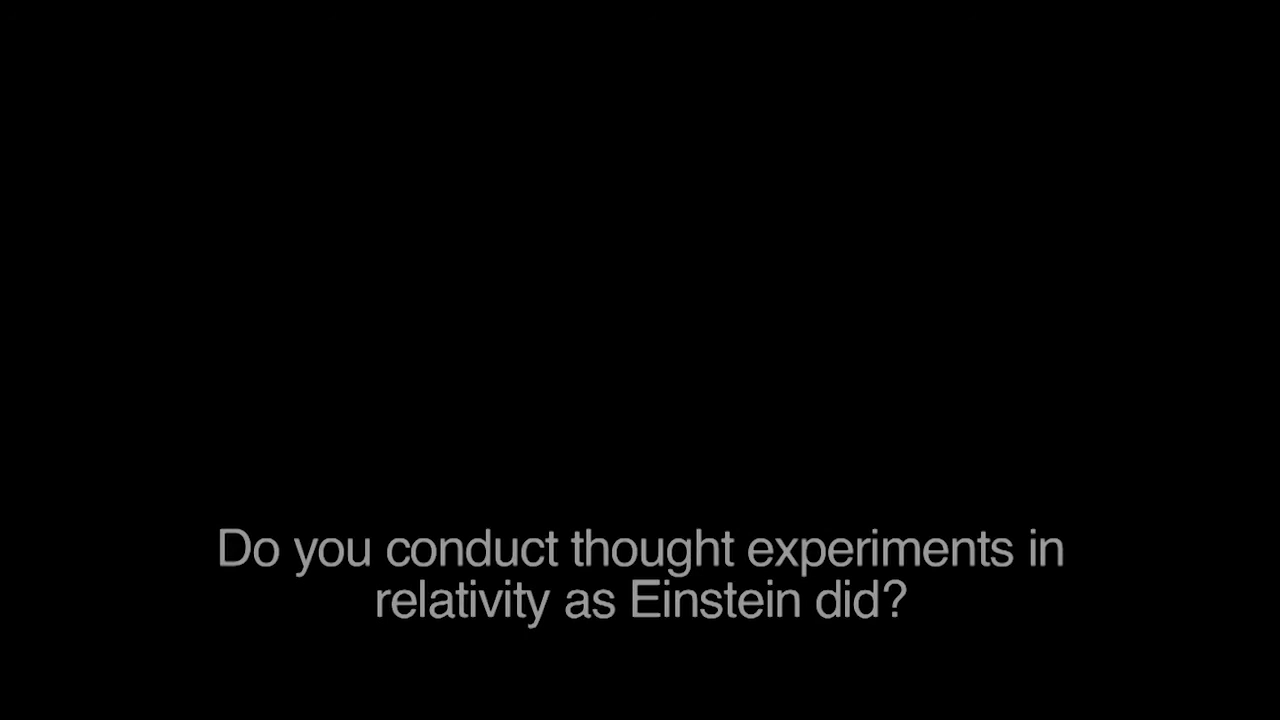 Do you conduct thought experiments in
relativity as Einstein did?